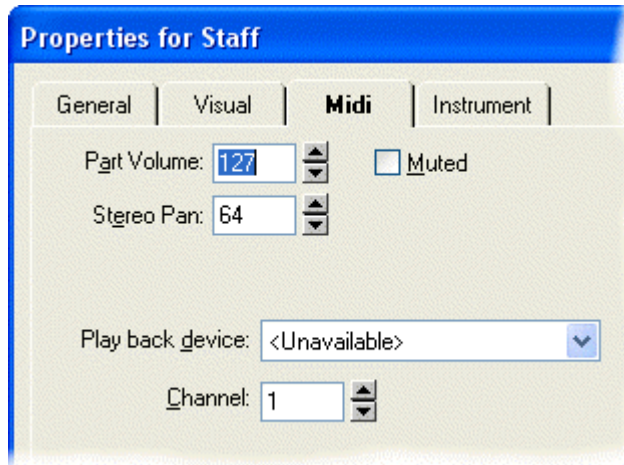 Properties for Staff
General Visual Midi Instrument
Part Volume: 127 Muted
Stereo Pan: 64
Play back device: <Unavailable>
Channel: 1